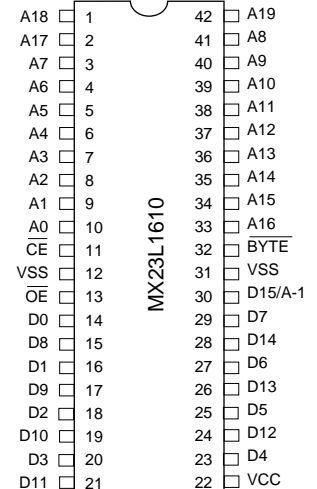 A18 1 42 A19
A17 2 41 A8
A7 3 40 A9
A6 4 39 A10
A5 5 38 A11
A4 6 37 A12
A3 7 36 A13
A2 8 35 A14
A1 9 34 A15
A0 10 33 A16
CE 11 32 BYTE
VSS 12 31 VSS
OE 13 30 D15/A-1
D0 14 29 D7
D8 15 28 D14
D1 16 27 D6
D9 17 26 D13
D2 18 25 D5
D10 19 24 D12
D3 20 23 D4
D11 21 22 VCC
MX23L1610